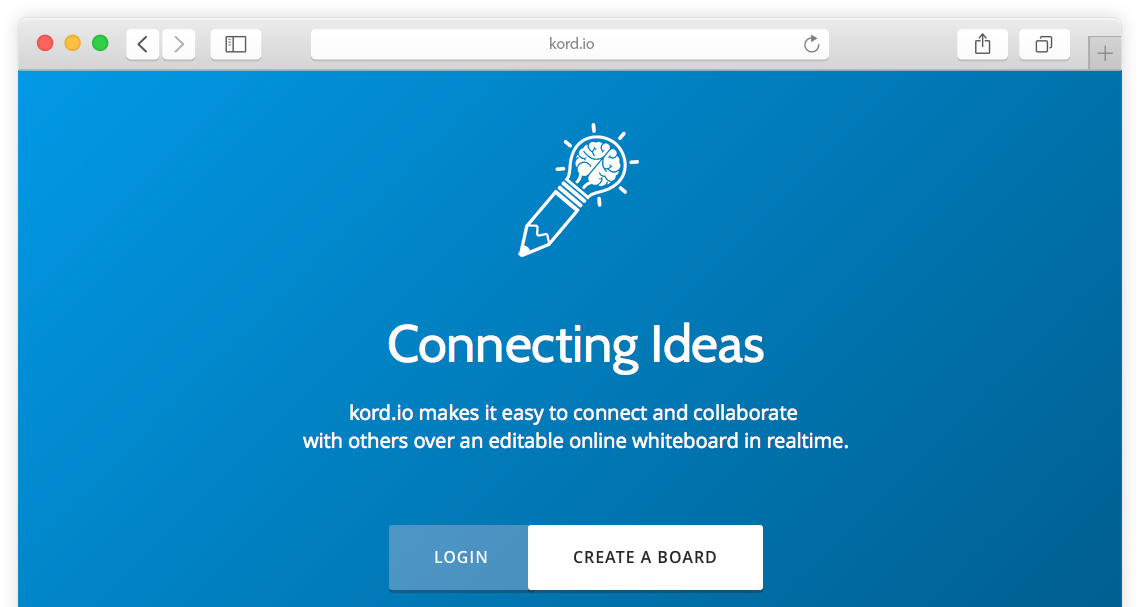 kord.io
Connecting Ideas
kord.io makes it easy to connect and collaborate
with others over an editable online whiteboard in realtime.
LOGIN
CREATE A BOARD